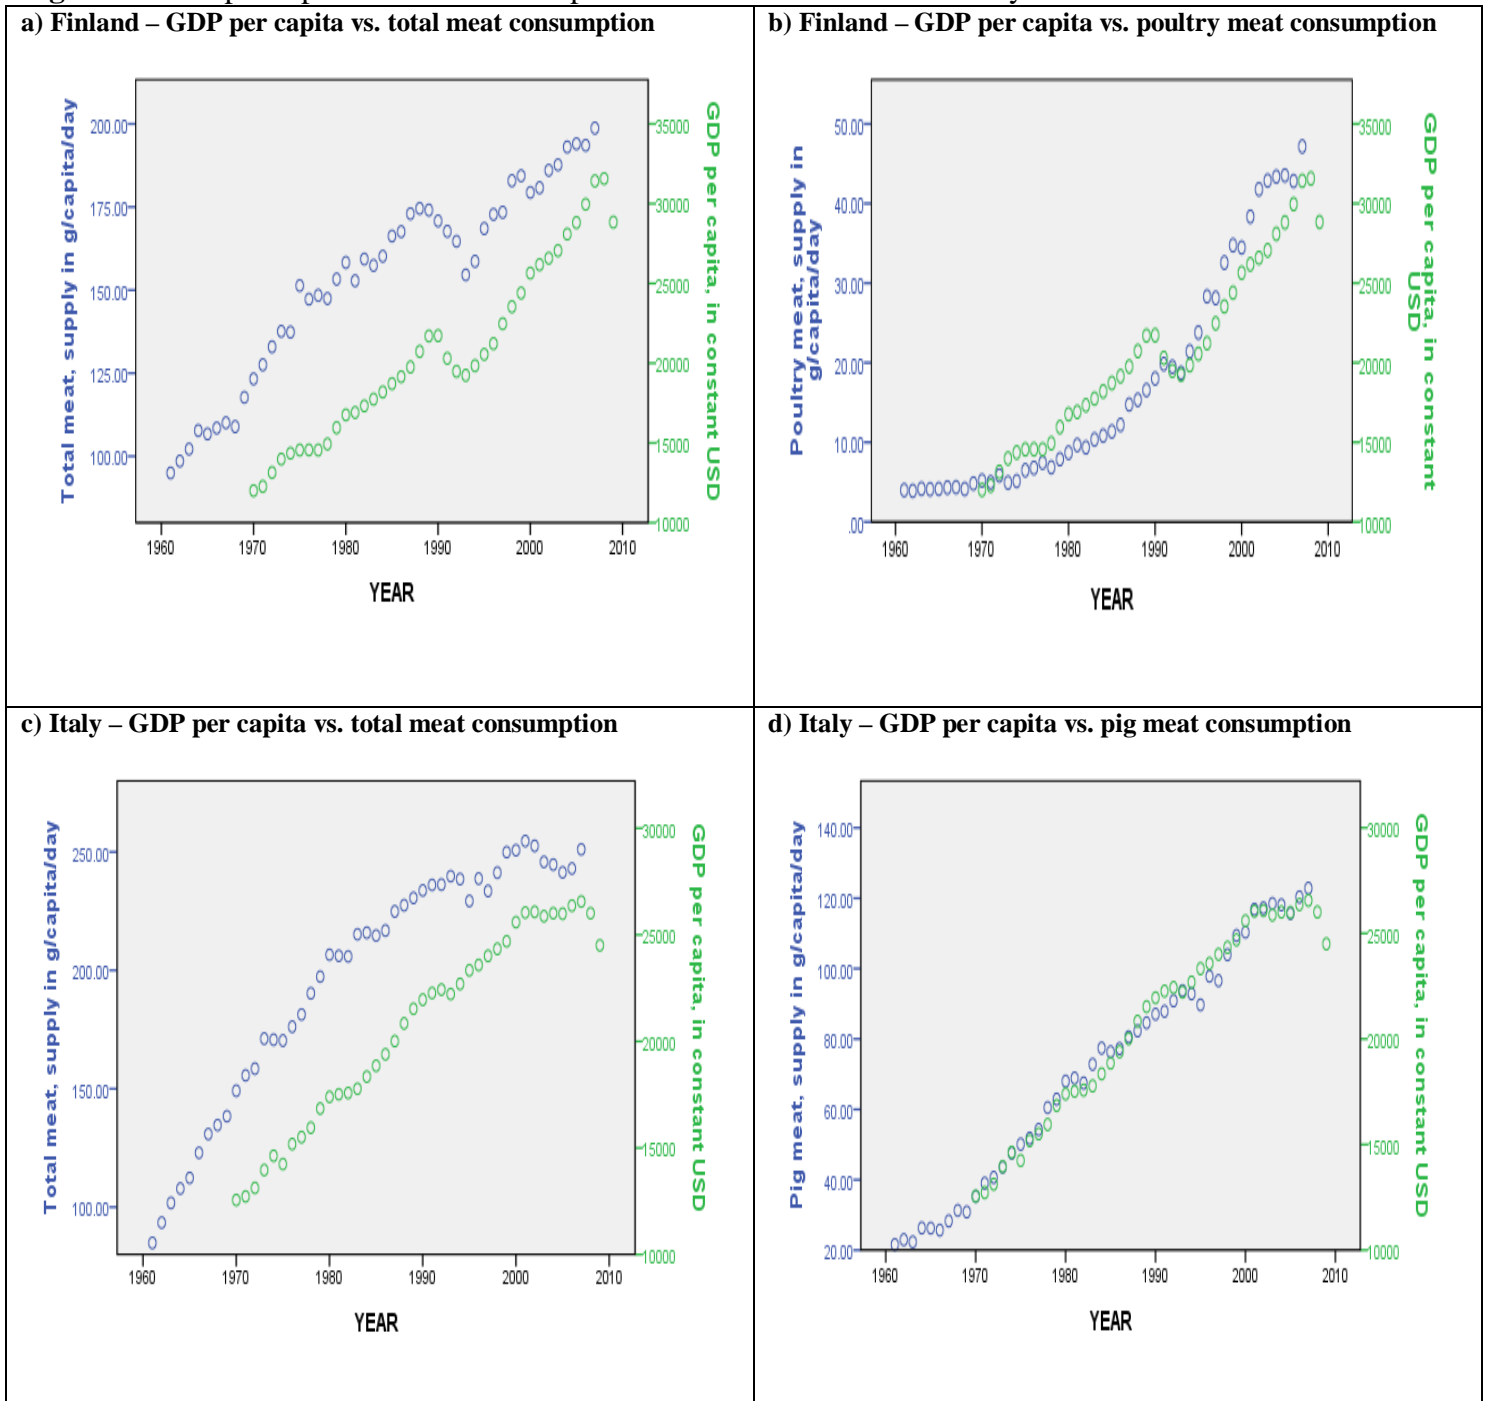 a) Finland – GDP per capita vs. total meat consumption
Total meat, supply in g/capita/day
200.00
175.00
150.00
125.00
100.00
GDP per capita, in constant USD
35000
30000
25000
20000
15000
10000
1960 1970 1980 1990 2000 2010
YEAR
b) Finland – GDP per capita vs. poultry meat consumption
Poultry meat, supply in
g/capita/day
50.00
40.00
30.00
20.00
10.00
.00
GDP per capita, in constant
USD
35000
30000
25000
20000
15000
10000
1960 1970 1980 1990 2000 2010
YEAR
c) Italy – GDP per capita vs. total meat consumption
Total meat, supply in g/capita/day
250.00
200.00
150.00
100.00
GDP per capita, in constant USD
30000
25000
20000
15000
10000
1960 1970 1980 1990 2000 2010
YEAR
d) Italy – GDP per capita vs. pig meat consumption
Pig meat, supply in g/capita/day
140.00
120.00
100.00
80.00
60.00
40.00
20.00
GDP per capita, in constant USD
30000
25000
20000
15000
10000
1960 1970 1980 1990 2000 2010
YEAR